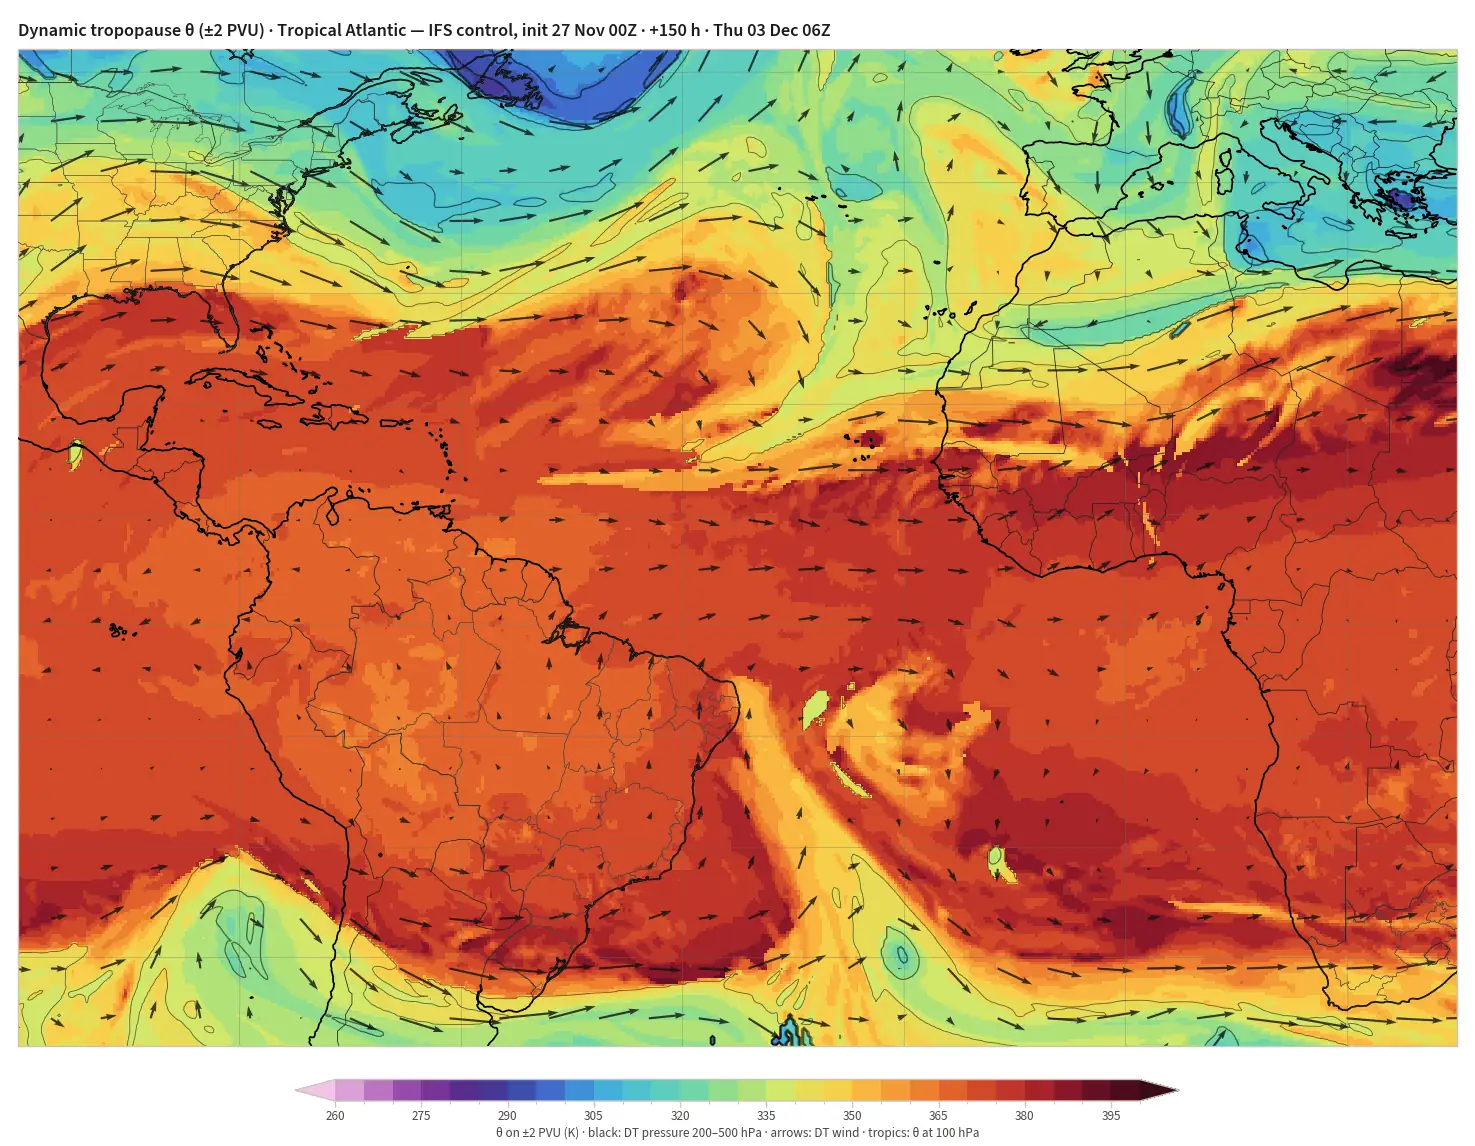 Dynamic tropopause θ (±2 PVU) · Tropical Atlantic — IFS control, init 27 Nov 00Z · +150 h · Thu 03 Dec 06Z
260 275 290 305 320 335 350 365 380 395
θ on ±2 PVU (K) · black: DT pressure 200–500 hPa · arrows: DT wind · tropics: θ at 100 hPa